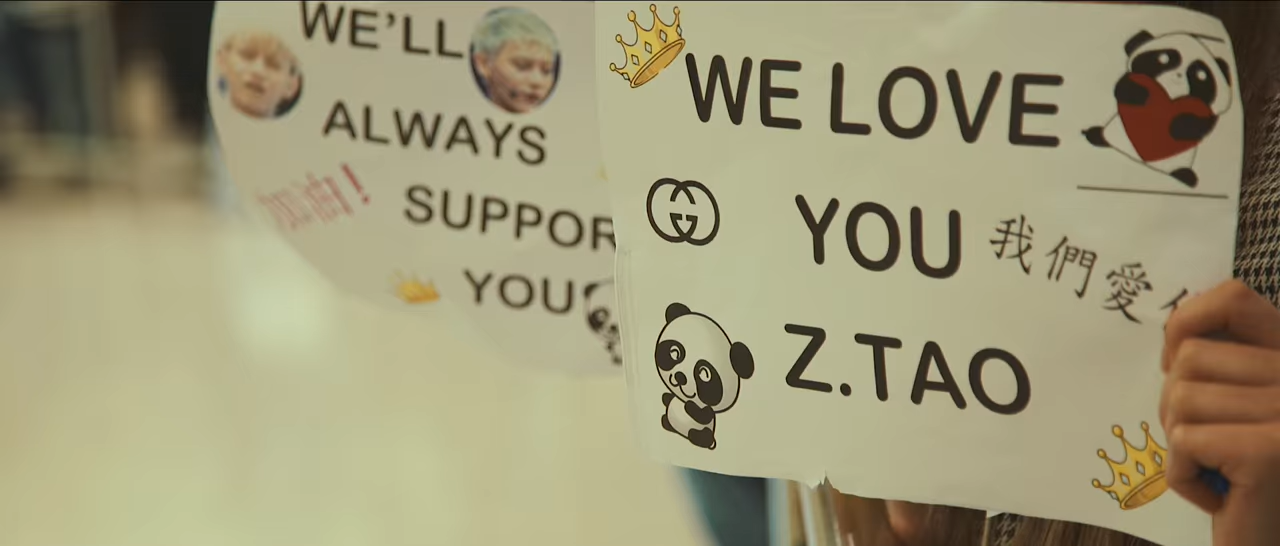 WE'LL
ALWAYS
SUPPOR
YOU
加油!
WE LOVE
YOU 我們愛
Z.TAO